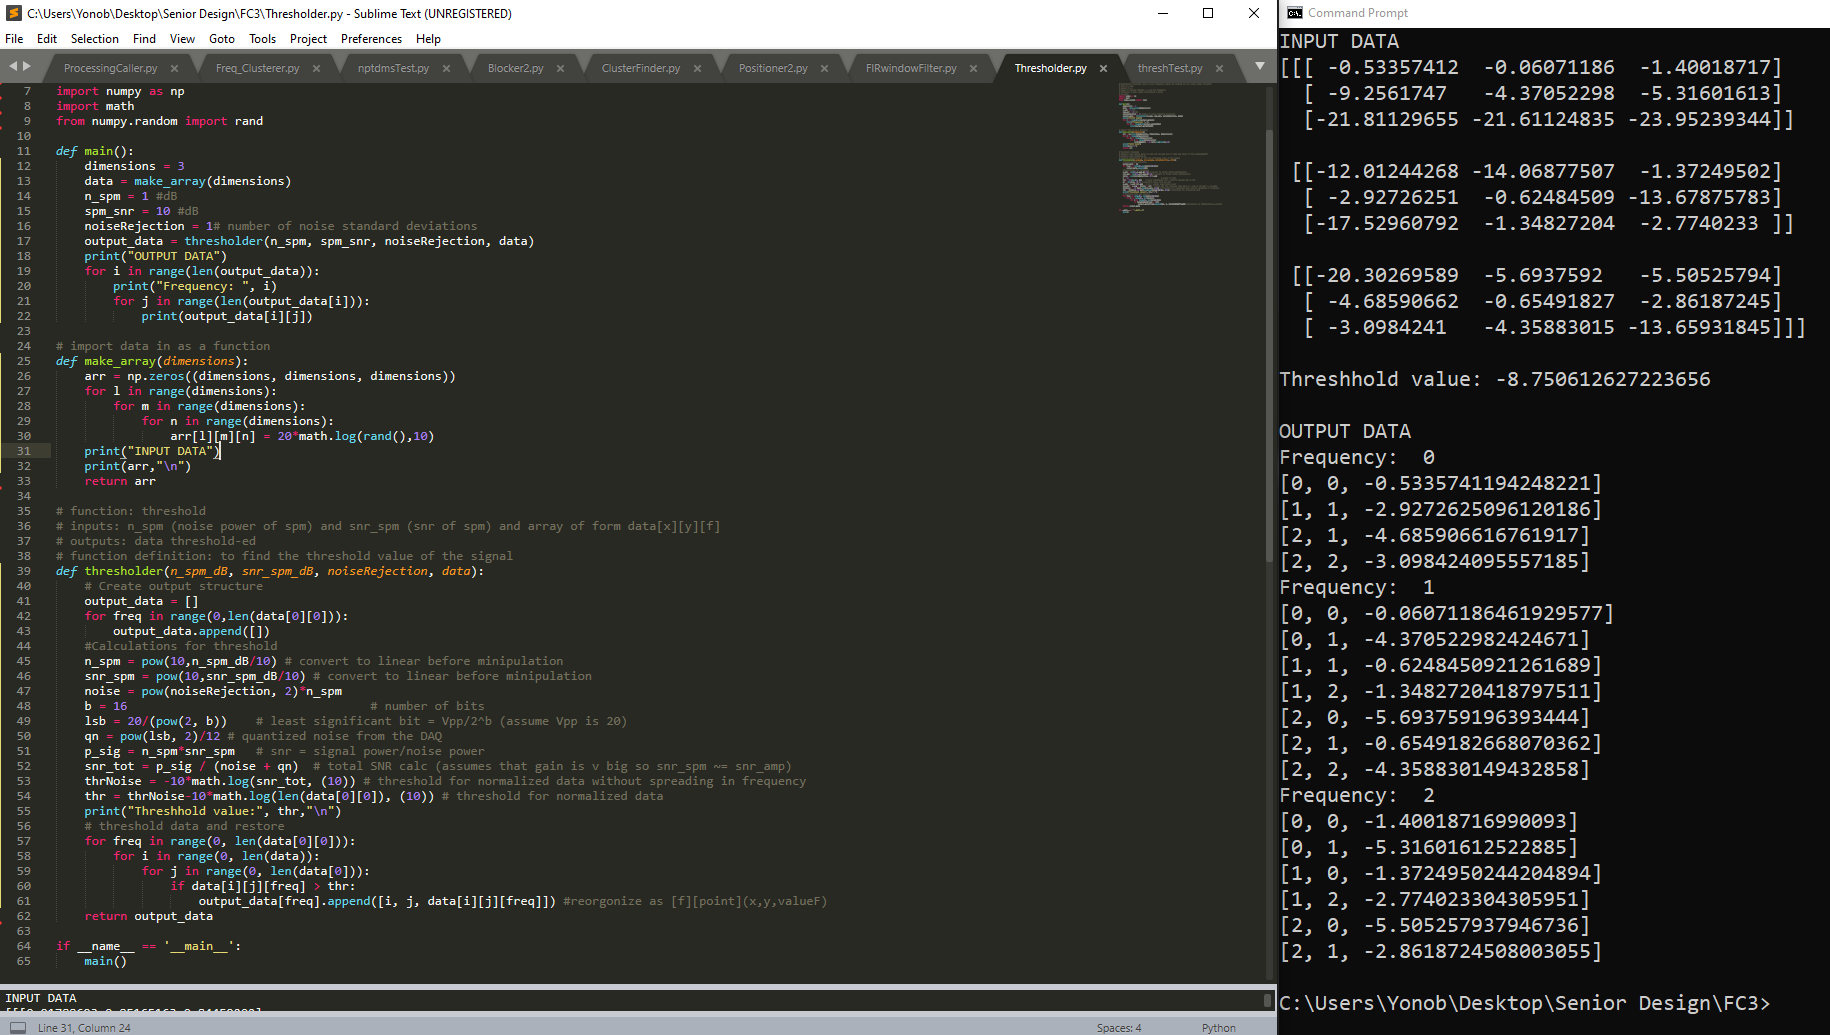 C:\Users\Yonob\Desktop\Senior Design\FC3\Thresholder.py - Sublime Text (UNREGISTERED)
File Edit Selection Find View Goto Tools Project Preferences Help
ProcessingCaller.py × Freq_Clusterer.py × nptdmsTest.py × Blocker2.py × ClusterFinder.py × Positioner2.py × FIRwindowFilter.py × Thresholder.py × threshTest.py ×
7 import numpy as np
8 import math
9 from numpy.random import rand
10
11 def main():
12     dimensions = 3
13     data = make_array(dimensions)
14     n_spm = 1 #dB
15     spm_snr = 10 #dB
16     noiseRejection = 1# number of noise standard deviations
17     output_data = thresholder(n_spm, spm_snr, noiseRejection, data)
18     print("OUTPUT DATA")
19     for i in range(len(output_data)):
20         print("Frequency: ", i)
21         for j in range(len(output_data[i])):
22             print(output_data[i][j])
23
24 # import data in as a function
25 def make_array(dimensions):
26     arr = np.zeros((dimensions, dimensions, dimensions))
27     for l in range(dimensions):
28         for m in range(dimensions):
29             for n in range(dimensions):
30                 arr[l][m][n] = 20*math.log(rand(),10)
31     print("INPUT DATA")
32     print(arr,"\n")
33     return arr
34
35 # function: threshold
36 # inputs: n_spm (noise power of spm) and snr_spm (snr of spm) and array of form data[x][y][f]
37 # outputs: data threshold-ed
38 # function definition: to find the threshold value of the signal
39 def thresholder(n_spm_dB, snr_spm_dB, noiseRejection, data):
40     # Create output structure
41     output_data = []
42     for freq in range(0,len(data[0][0])):
43         output_data.append([])
44     #Calculations for threshold
45     n_spm = pow(10,n_spm_dB/10) # convert to linear before minipulation
46     snr_spm = pow(10,snr_spm_dB/10) # convert to linear before minipulation
47     noise = pow(noiseRejection, 2)*n_spm
48     b = 16                                  # number of bits
49     lsb = 20/(pow(2, b))    # least significant bit = Vpp/2^b (assume Vpp is 20)
50     qn = pow(lsb, 2)/12 # quantized noise from the DAQ
51     p_sig = n_spm*snr_spm   # snr = signal power/noise power
52     snr_tot = p_sig / (noise + qn)  # total SNR calc (assumes that gain is v big so snr_spm ~= snr_amp)
53     thrNoise = -10*math.log(snr_tot, (10)) # threshold for normalized data without spreading in frequency
54     thr = thrNoise-10*math.log(len(data[0][0]), (10)) # threshold for normalized data
55     print("Threshhold value:", thr,"\n")
56     # threshold data and restore
57     for freq in range(0, len(data[0][0])):
58         for i in range(0, len(data)):
59             for j in range(0, len(data[0])):
60                 if data[i][j][freq] > thr:
61                     output_data[freq].append([i, j, data[i][j][freq]]) #reorgonize as [f][point](x,y,valueF)
62     return output_data
63
64 if __name__ == '__main__':
65     main()
INPUT DATA
Line 31, Column 24
Spaces: 4
Python
Command Prompt
INPUT DATA
[[[ -0.53357412  -0.06071186  -1.40018717]
  [ -9.2561747   -4.37052298  -5.31601613]
  [-21.81129655 -21.61124835 -23.95239344]]
 [[-12.01244268 -14.06877507  -1.37249502]
  [ -2.92726251  -0.62484509 -13.67875783]
  [-17.52960792  -1.34827204  -2.7740233 ]]
 [[-20.30269589  -5.6937592   -5.50525794]
  [ -4.68590662  -0.65491827  -2.86187245]
  [ -3.0984241   -4.35883015 -13.65931845]]]
Threshhold value: -8.750612627223656
OUTPUT DATA
Frequency:  0
[0, 0, -0.5335741194248221]
[1, 1, -2.9272625096120186]
[2, 1, -4.685906616761917]
[2, 2, -3.098424095557185]
Frequency:  1
[0, 0, -0.06071186461929577]
[0, 1, -4.370522982424671]
[1, 1, -0.6248450921261689]
[1, 2, -1.3482720418797511]
[2, 0, -5.693759196393444]
[2, 1, -0.6549182668070362]
[2, 2, -4.358830149432858]
Frequency:  2
[0, 0, -1.40018716990093]
[0, 1, -5.31601612522885]
[1, 0, -1.3724950244204894]
[1, 2, -2.774023304305951]
[2, 0, -5.505257937946736]
[2, 1, -2.8618724508003055]
C:\Users\Yonob\Desktop\Senior Design\FC3>